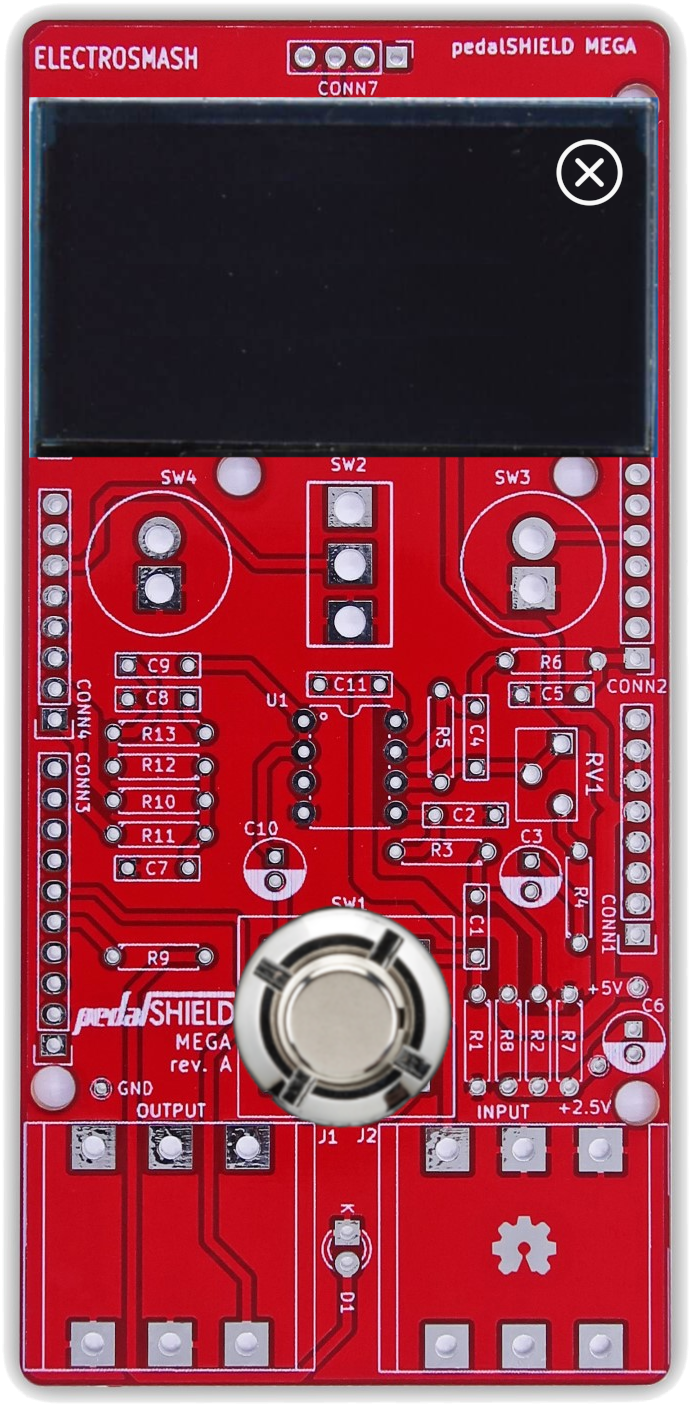 ELECTROSMASH
pedalSHIELD MEGA
CONN7
SW4
SW2
SW3
C9
C8
R13
R12
R10
R11
C7
R9
CONN4
CONN3
U1
C11
R5
C4
R6
C5
CONN2
RV1
C2
C10
R3
C3
R4
CONN1
SW1
C1
pedalSHIELD
MEGA
rev. A
+5V
C6
R1
R8
R2
R7
GND
OUTPUT
INPUT
+2.5V
J1
J2
K
D1